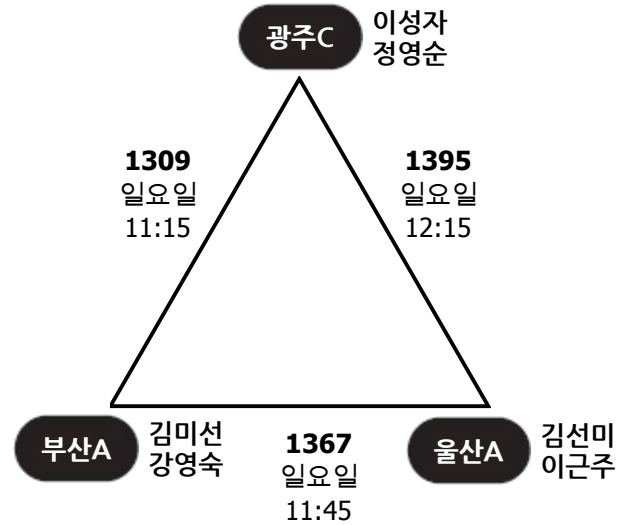 광주C
이성자
정영순
1309
일요일
11:15
1395
일요일
12:15
부산A
김미선
강영숙
1367
일요일
11:45
울산A
김선미
이근주